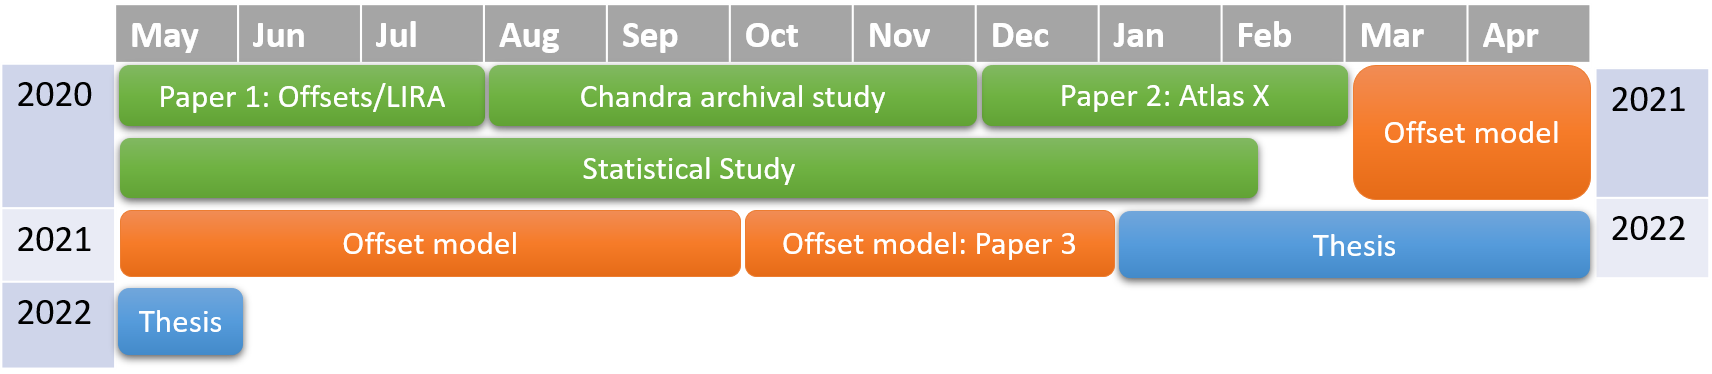 May Jun Jul Aug Sep Oct Nov Dec Jan Feb Mar Apr
2020 Paper 1: Offsets/LIRA Chandra archival study Paper 2: Atlas X Offset model 2021
Statistical Study
2021 Offset model Offset model: Paper 3 Thesis 2022
2022 Thesis